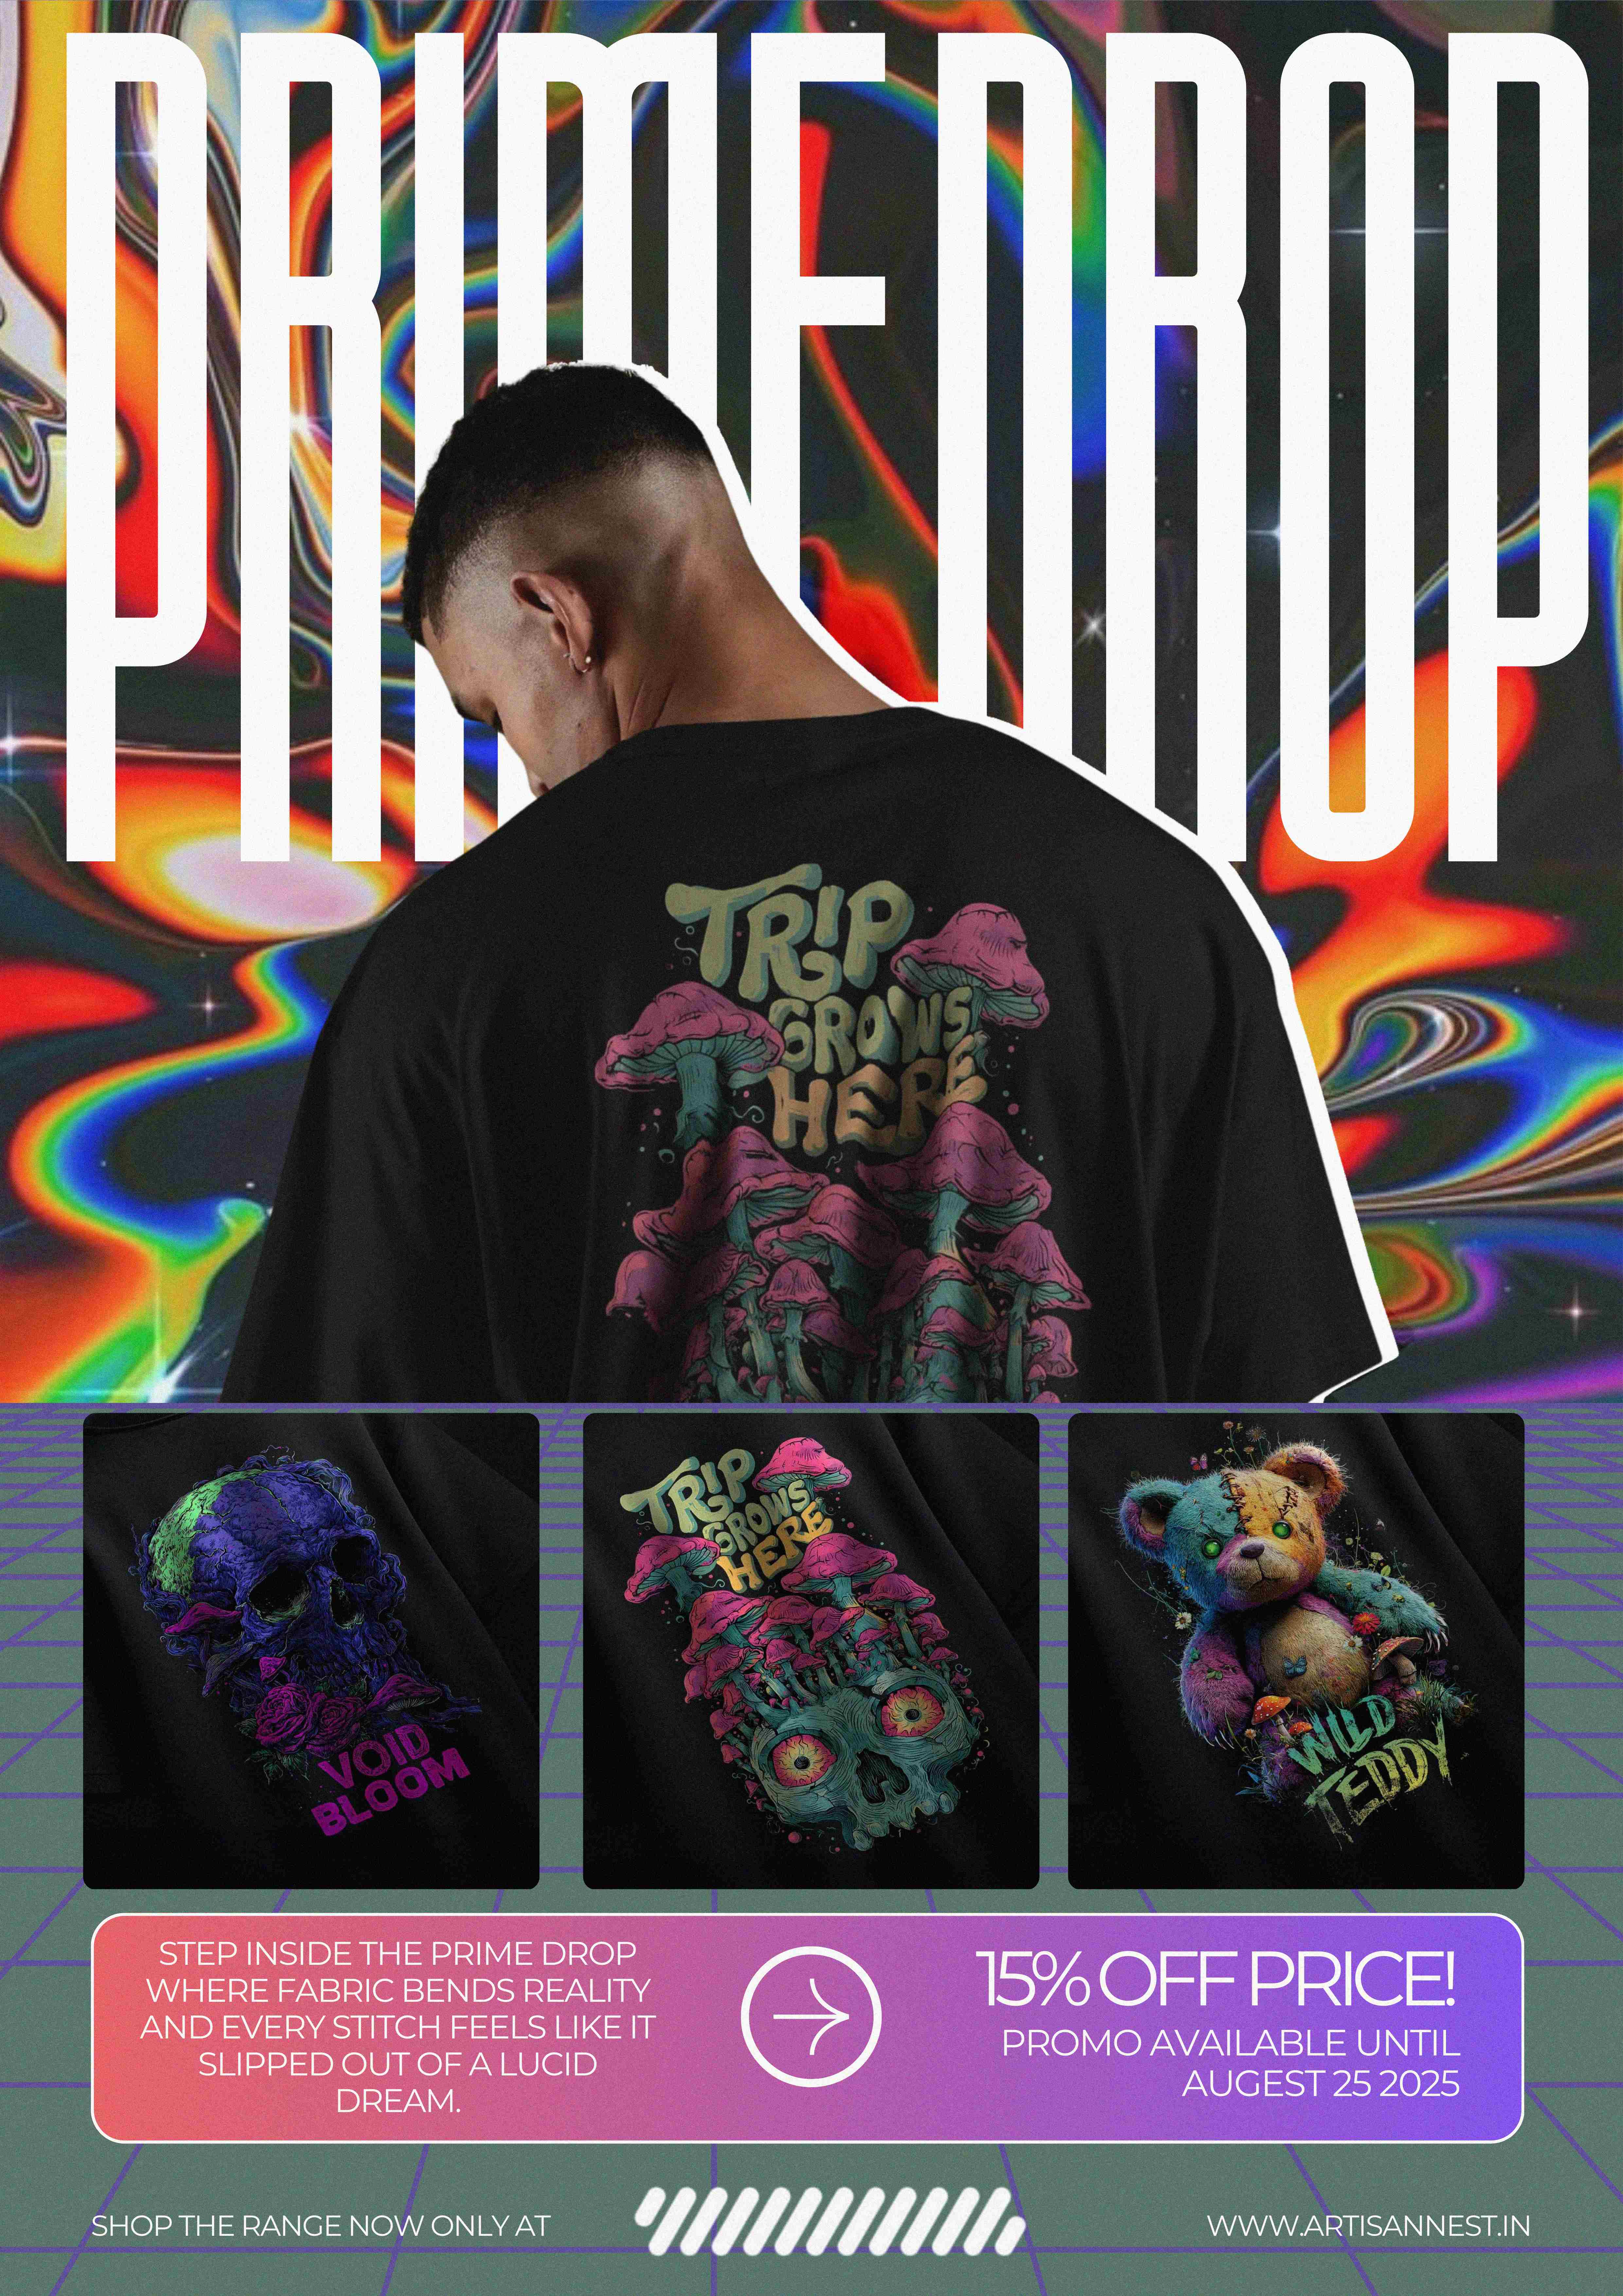 PRIMEDROP
TRIP
GROWS
HERE
VOID
BLOOM
TRIP
GROWS
HERE
WILD
TEDDY
STEP INSIDE THE PRIME DROP
WHERE FABRIC BENDS REALITY
AND EVERY STITCH FEELS LIKE IT
SLIPPED OUT OF A LUCID
DREAM.
15% OFF PRICE!
PROMO AVAILABLE UNTIL
AUGEST 25 2025
SHOP THE RANGE NOW ONLY AT
WWW.ARTISANNEST.IN